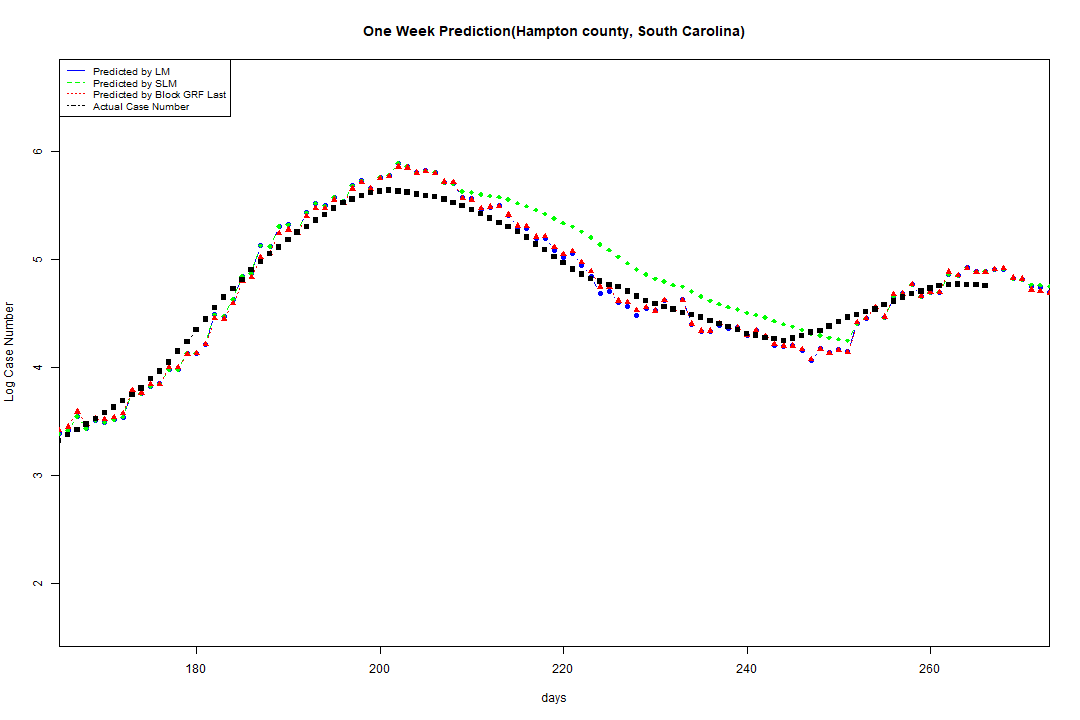 One Week Prediction(Hampton county, South Carolina)
Predicted by LM
Predicted by SLM
Predicted by Block GRF Last
Actual Case Number
6
5
4
3
2
Log Case Number
180
200
220
240
260
days